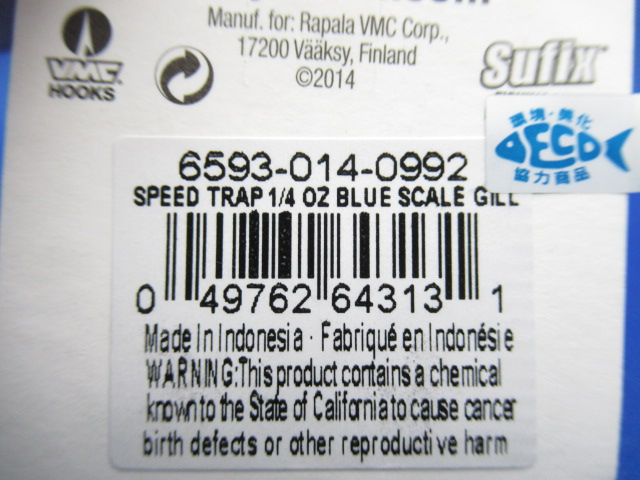 Manuf. for: Rapala VMC Corp.,
17200 Vääksy, Finland
©2014
VMC
HOOKS
Sufix
環境・美化
DECO
協力商品
6593-014-0992
SPEED TRAP 1/4 OZ BLUE SCALE GILL
0 49762 64313 1
Made In Indonesia · Fabriqué en Indonésie
WARNING:This product contains a chemical
known to the State of California to cause cancer
birth defects or other reproductive harm